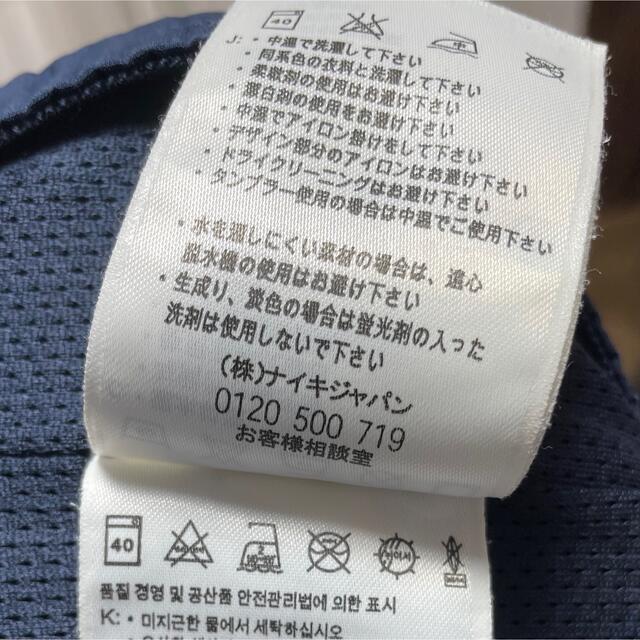 40 中
J: ・中温で洗濯して下さい
・同系色の衣料と洗濯して下さい
・柔軟剤の使用はお避け下さい
・漂白剤の使用をお避け下さい
・中温でアイロン掛けをして下さい
・デザイン部分のアイロンはお避け下さい
・ドライクリーニングはお避け下さい
・タンブラー使用の場合は中温でご使用下さい
・水を通しにくい素材の場合は、遠心
脱水機の使用はお避け下さい
・生成り、淡色の場合は蛍光剤の入った
洗剤は使用しないで下さい
(株)ナイキジャパン
0120 500 719
お客様相談室
40 2
품질 경영 및 공산품 안전관리법에 의한 표시
K: ・미지근한 물에서 세탁하십시오